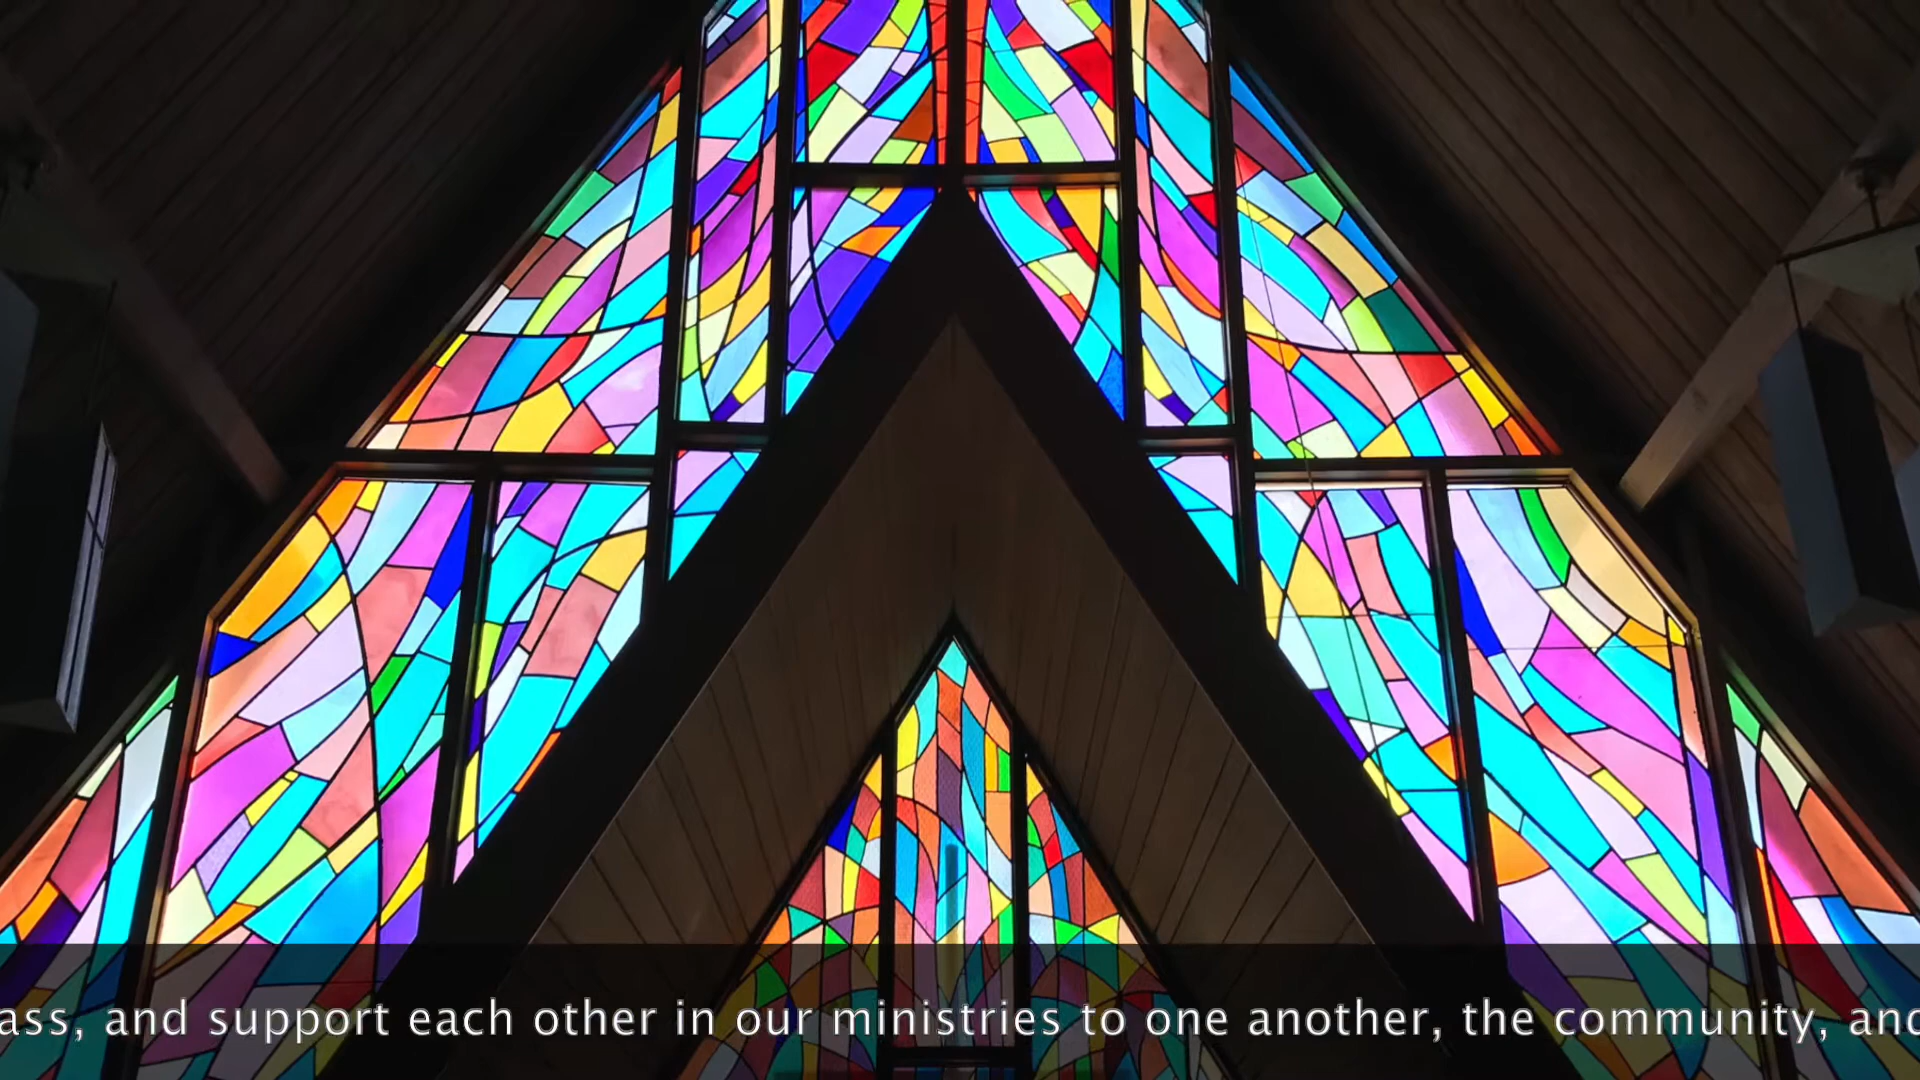 ass, and support each other in our ministries to one another, the community, and